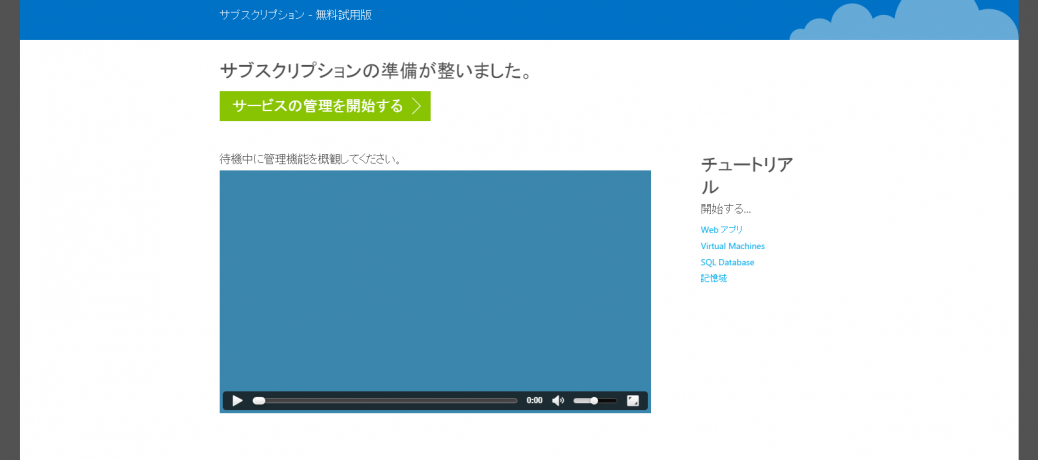 サブスクリプション - 無料試用版
サブスクリプションの準備が整いました。
サービスの管理を開始する
待機中に管理機能を概観してください。
0:00
チュートリア
ル
開始する...
Web アプリ
Virtual Machines
SQL Database
記憶域